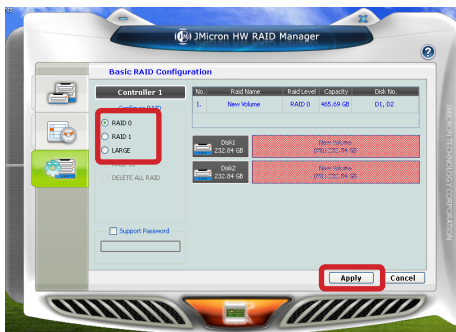 JMicron HW RAID Manager
?
Basic RAID Configuration
Controller 1
No. Raid Name Raid Level Capacity Disk No.
1. New Volume RAID 0 465.69 GB D1, D2
Configure RAID
RAID 0
RAID 1
LARGE
DELETE ALL RAID
Disk1
232.84 GB
New Volume
Disk2
232.84 GB
New Volume
Support Password
Apply Cancel
JMICRON TECHNOLOGY CORPORATION